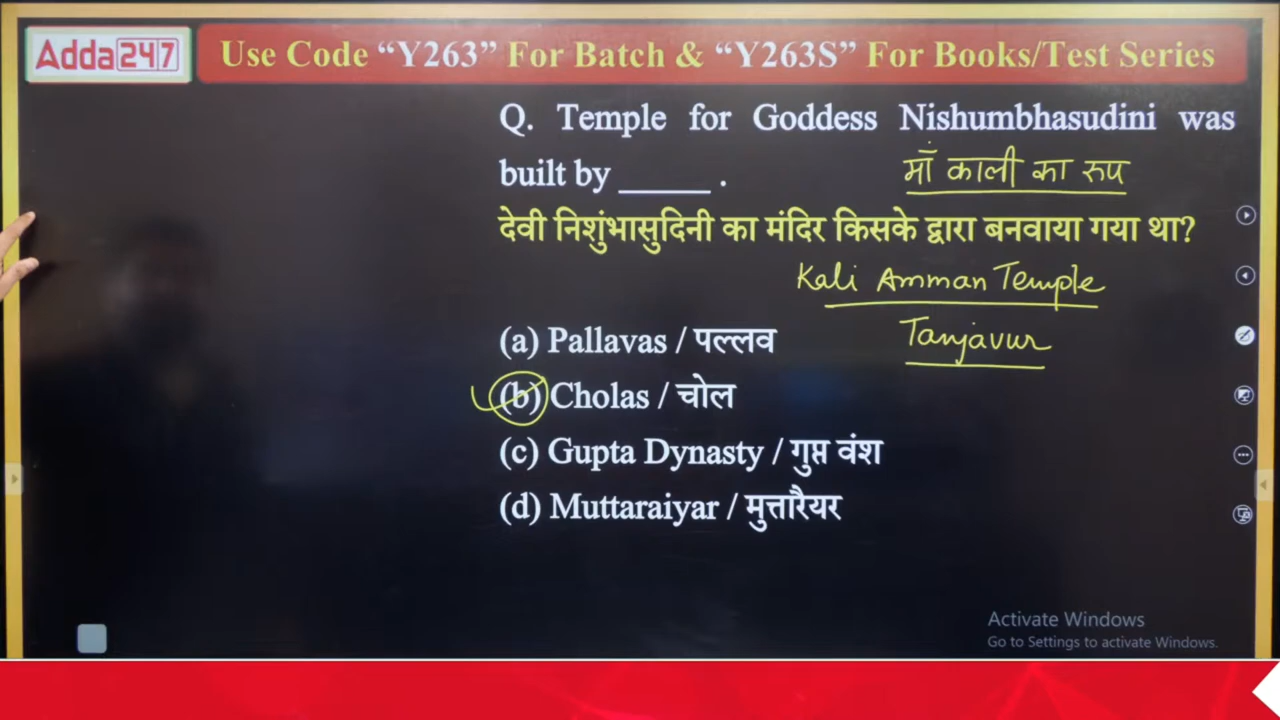 Adda247
Use Code “Y263” For Batch & “Y263S” For Books/Test Series
Q. Temple for Goddess Nishumbhasudini was
built by _____ .
माँ काली का रुप
देवी निशुंभासुदिनी का मंदिर किसके द्वारा बनवाया गया था?
Kali Amman Temple
Tanjavur
(a) Pallavas / पल्लव
(b) Cholas / चोल
(c) Gupta Dynasty / गुप्त वंश
(d) Muttaraiyar / मुत्तारैयर
Activate Windows
Go to Settings to activate Windows.